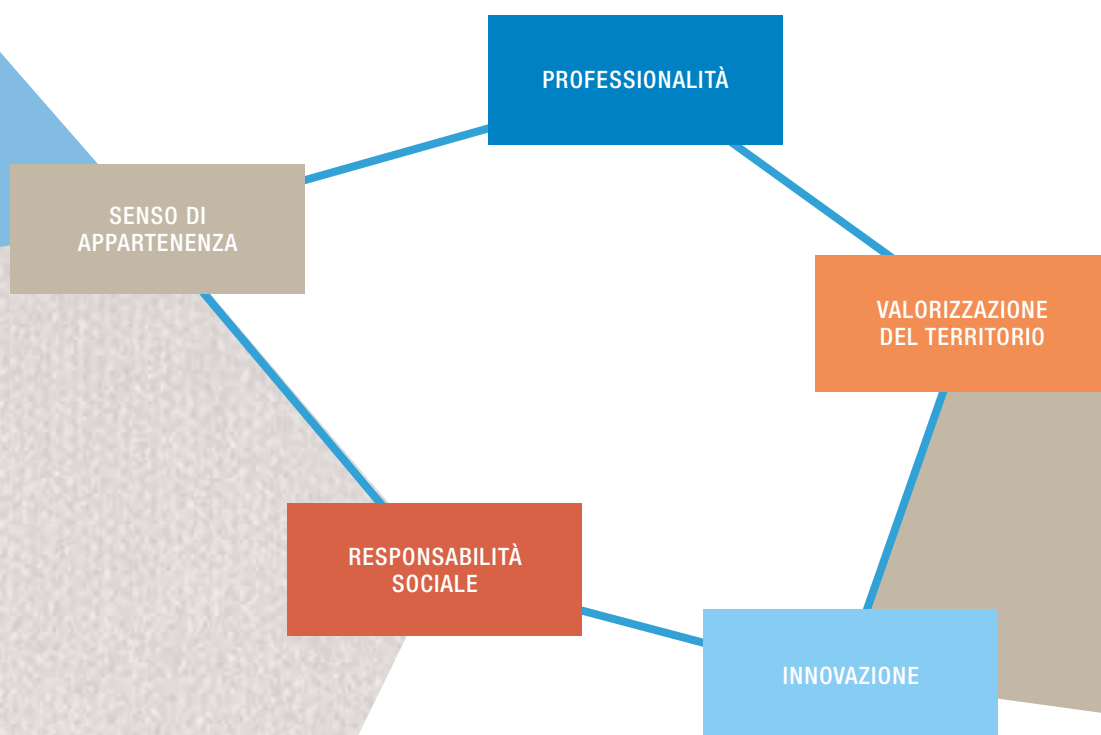 PROFESSIONALITÀ
SENSO DI
APPARTENENZA
VALORIZZAZIONE
DEL TERRITORIO
RESPONSABILITÀ
SOCIALE
INNOVAZIONE